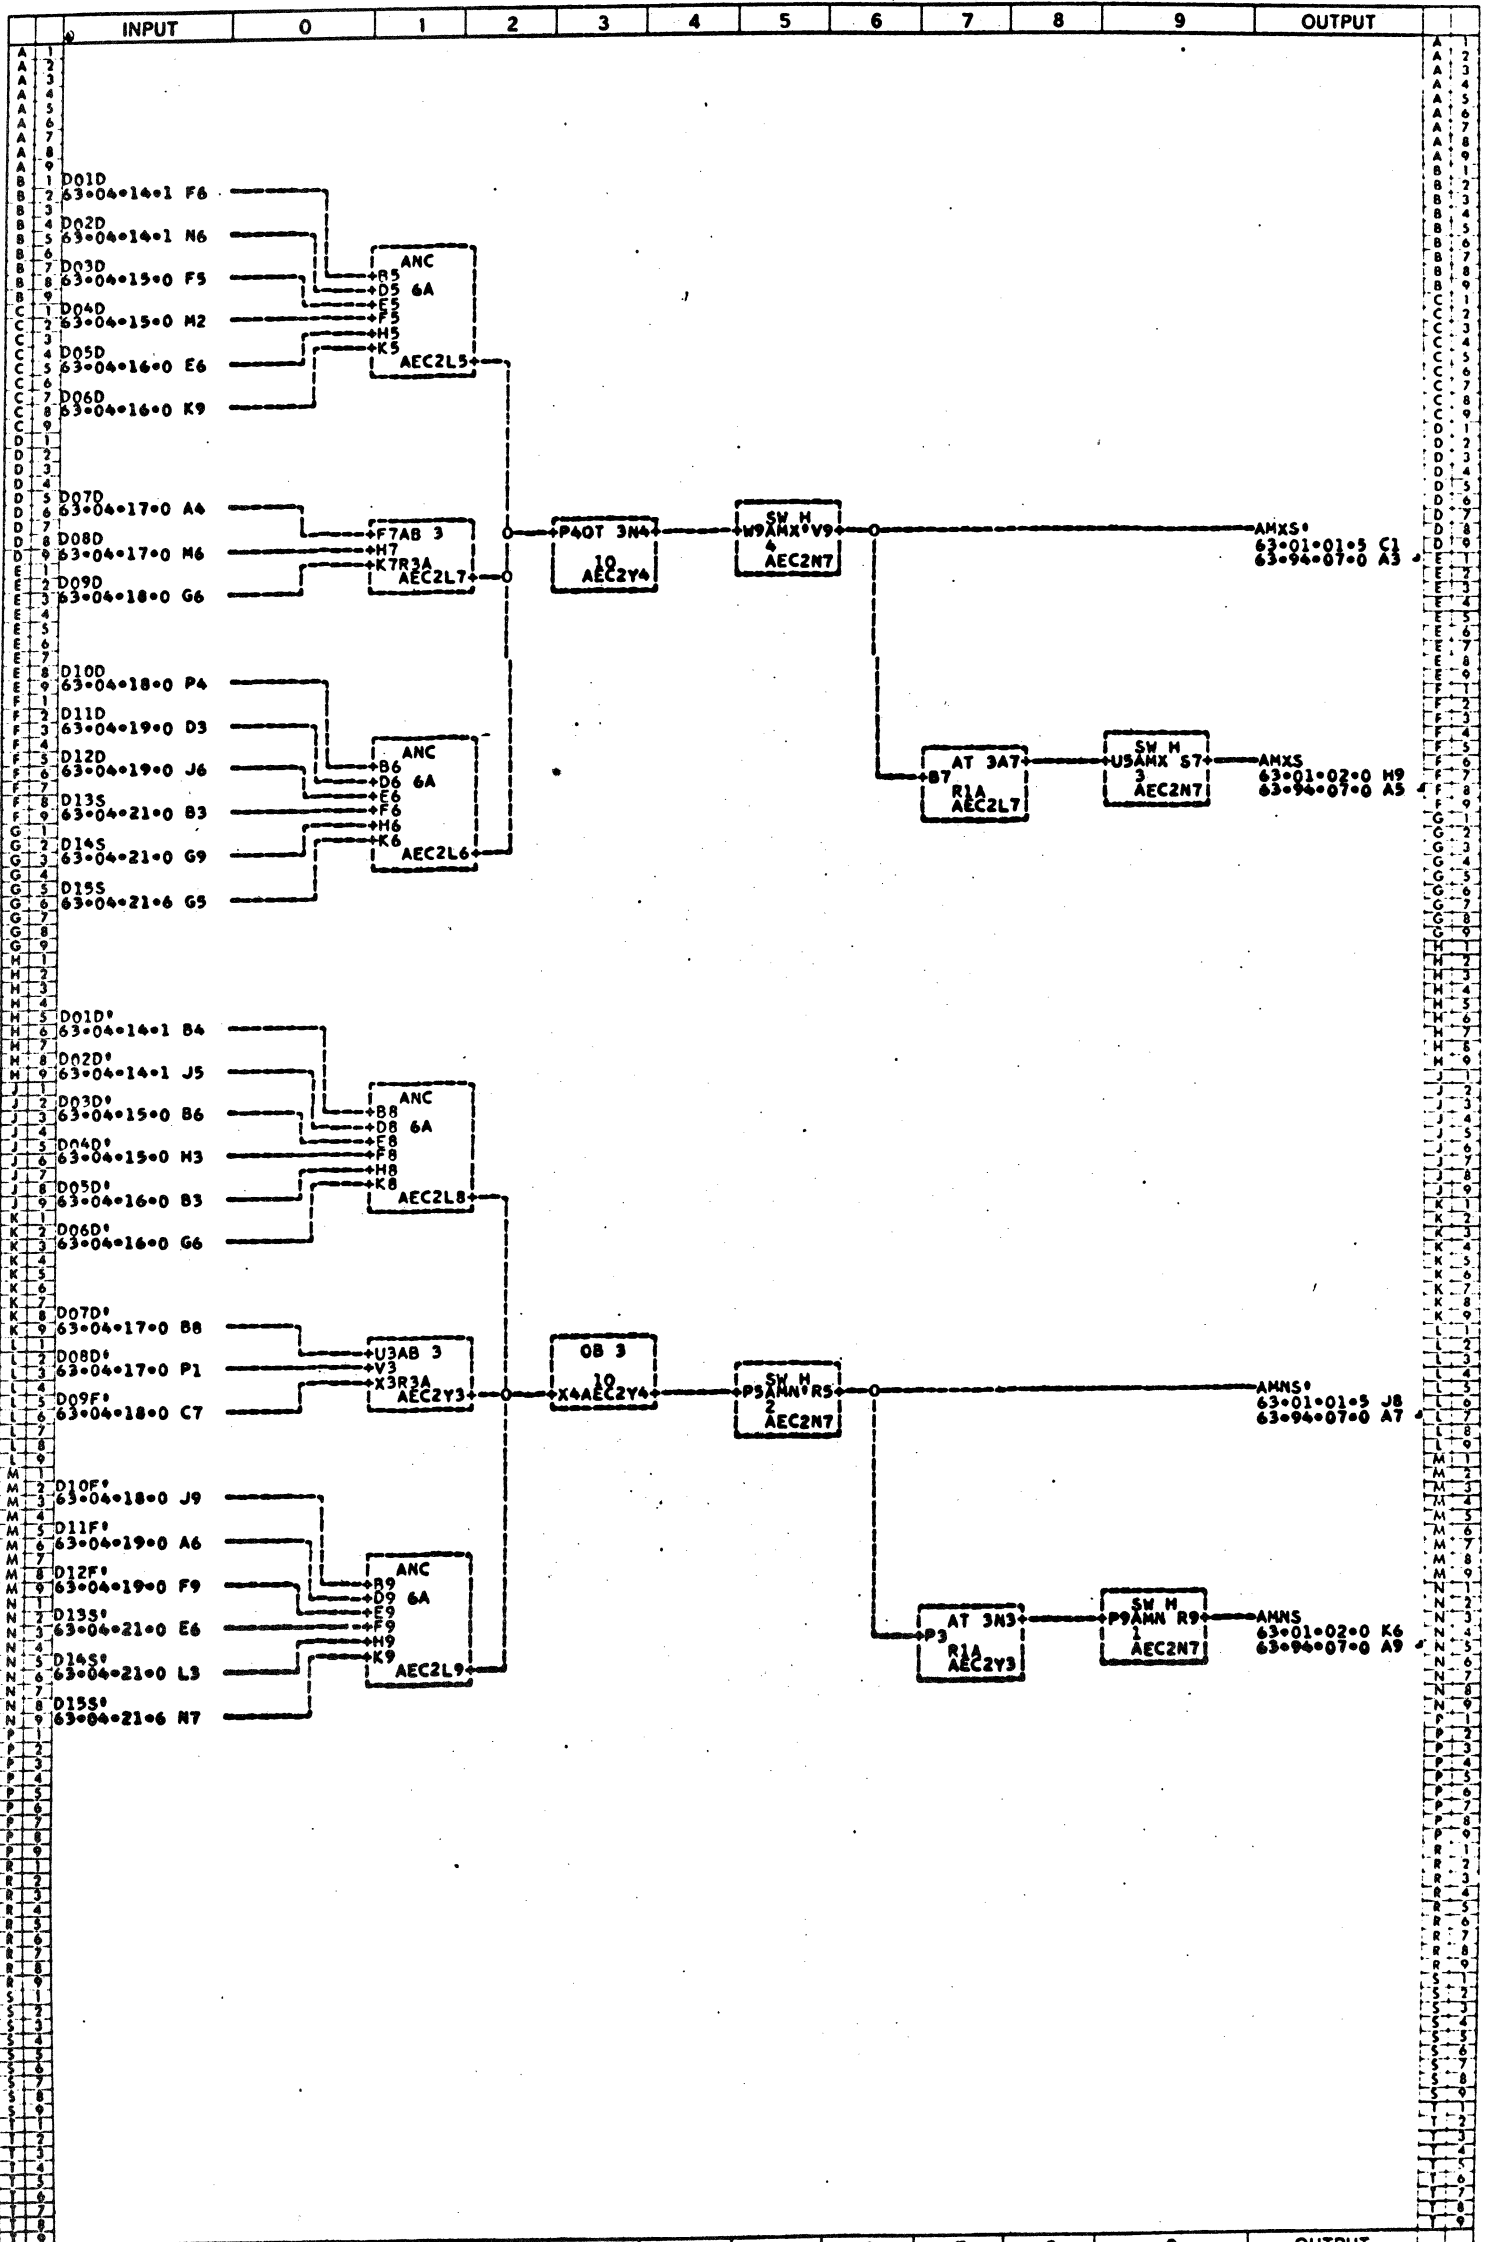 INPUT 0 1 2 3 4 5 6 7 8 9 OUTPUT
D01D
63•04•14•1 F6
D02D
63•04•14•1 N6
D03D
63•04•15•0 F5
D04D
63•04•15•0 M2
D05D
63•04•16•0 E6
D06D
63•04•16•0 K9
ANC
B5
D5 6A
E5
F5
H5
K5
AEC2L5
D07D
63•04•17•0 A4
D08D
63•04•17•0 M6
D09D
63•04•18•0 G6
F7AB 3
H7
K7R3A
AEC2L7
P4OT 3N4
10
AEC2Y4
SW H
W9AMX'V9
4
AEC2N7
AMXS'
63•01•01•5 C1
63•94•07•0 A3
D10D
63•04•18•0 P4
D11D
63•04•19•0 D3
D12D
63•04•19•0 J6
D13S
63•04•21•0 B3
D14S
63•04•21•0 G9
D15S
63•04•21•6 G5
ANC
B6
D6 6A
E6
F6
H6
K6
AEC2L6
AT 3A7
B7
R1A
AEC2L7
SW H
U5AMX S7
3
AEC2N7
AMXS
63•01•02•0 H9
63•94•07•0 A5
D01D'
63•04•14•1 B4
D02D'
63•04•14•1 J5
D03D'
63•04•15•0 B6
D04D'
63•04•15•0 H3
D05D'
63•04•16•0 B3
D06D'
63•04•16•0 G6
ANC
B8
D8 6A
E8
F8
H8
K8
AEC2L8
D07D'
63•04•17•0 B8
D08D'
63•04•17•0 P1
D09F'
63•04•18•0 C7
U3AB 3
V3
X3R3A
AEC2Y3
OB 3
10
X4AEC2Y4
SW H
P5AMN'R5
2
AEC2N7
AMNS'
63•01•01•5 J8
63•94•07•0 A7
D10F'
63•04•18•0 J9
D11F'
63•04•19•0 A6
D12F'
63•04•19•0 F9
D13S'
63•04•21•0 E6
D14S'
63•04•21•0 L3
D15S'
63•04•21•6 N7
ANC
B9
D9 6A
E9
F9
H9
K9
AEC2L9
AT 3N3
P3
R1A
AEC2Y3
SW H
P9AMN R9
1
AEC2N7
AMNS
63•01•02•0 K6
63•94•07•0 A9